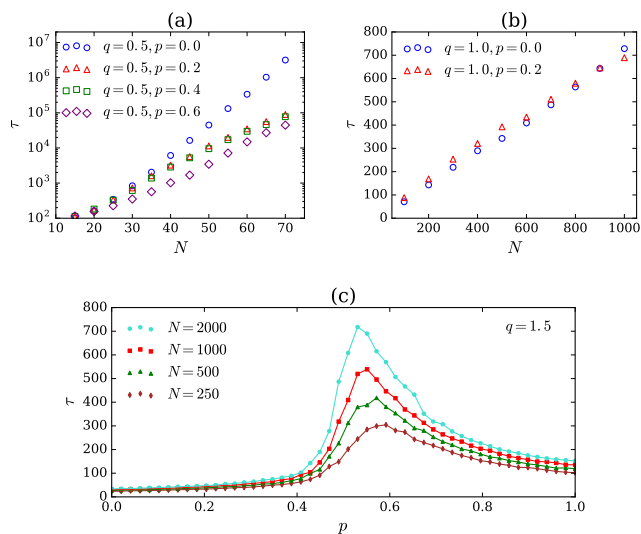 (a)
10^7
10^6
10^5
10^4
10^3
10^2
τ
q = 0.5, p = 0.0
q = 0.5, p = 0.2
q = 0.5, p = 0.4
q = 0.5, p = 0.6
10 20 30 40 50 60 70
N
(b)
800
700
600
500
400
300
200
100
0
τ
q = 1.0, p = 0.0
q = 1.0, p = 0.2
200 400 600 800 1000
N
(c)
800
700
600
500
400
300
200
100
0
τ
N = 2000
N = 1000
N = 500
N = 250
q = 1.5
0.0 0.2 0.4 0.6 0.8 1.0
p